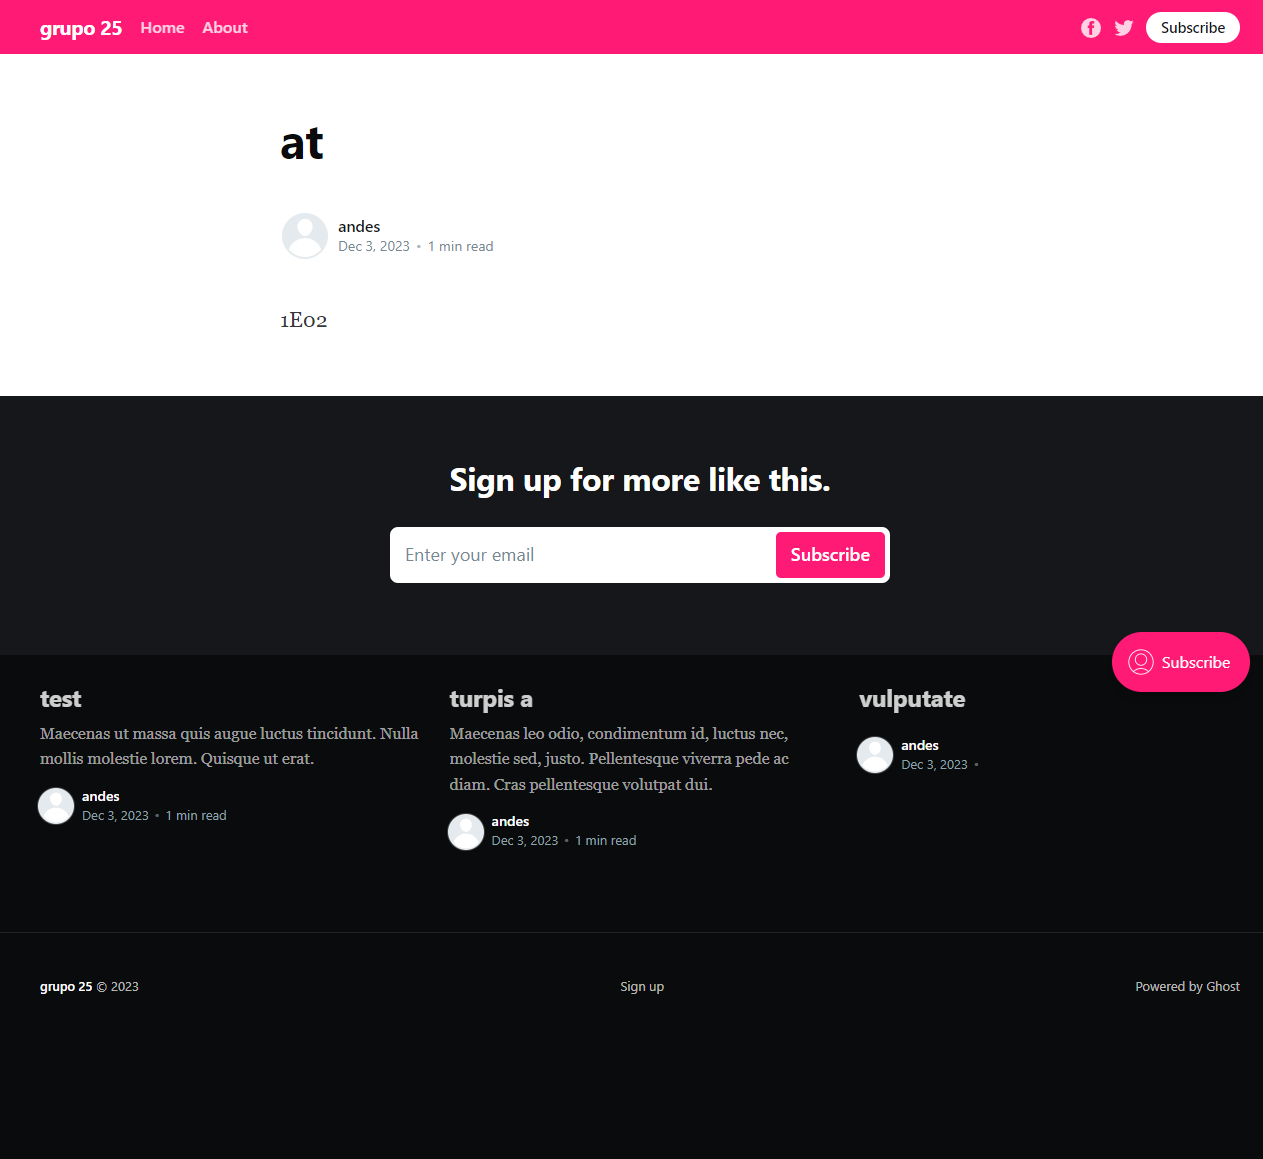 grupo 25 Home About Subscribe
at
andes
Dec 3, 2023 • 1 min read
1E02
Sign up for more like this.
Enter your email Subscribe
Subscribe
test
Maecenas ut massa quis augue luctus tincidunt. Nulla
mollis molestie lorem. Quisque ut erat.
andes
Dec 3, 2023 • 1 min read
turpis a
Maecenas leo odio, condimentum id, luctus nec,
molestie sed, justo. Pellentesque viverra pede ac
diam. Cras pellentesque volutpat dui.
andes
Dec 3, 2023 • 1 min read
vulputate
andes
Dec 3, 2023 •
grupo 25 © 2023 Sign up Powered by Ghost